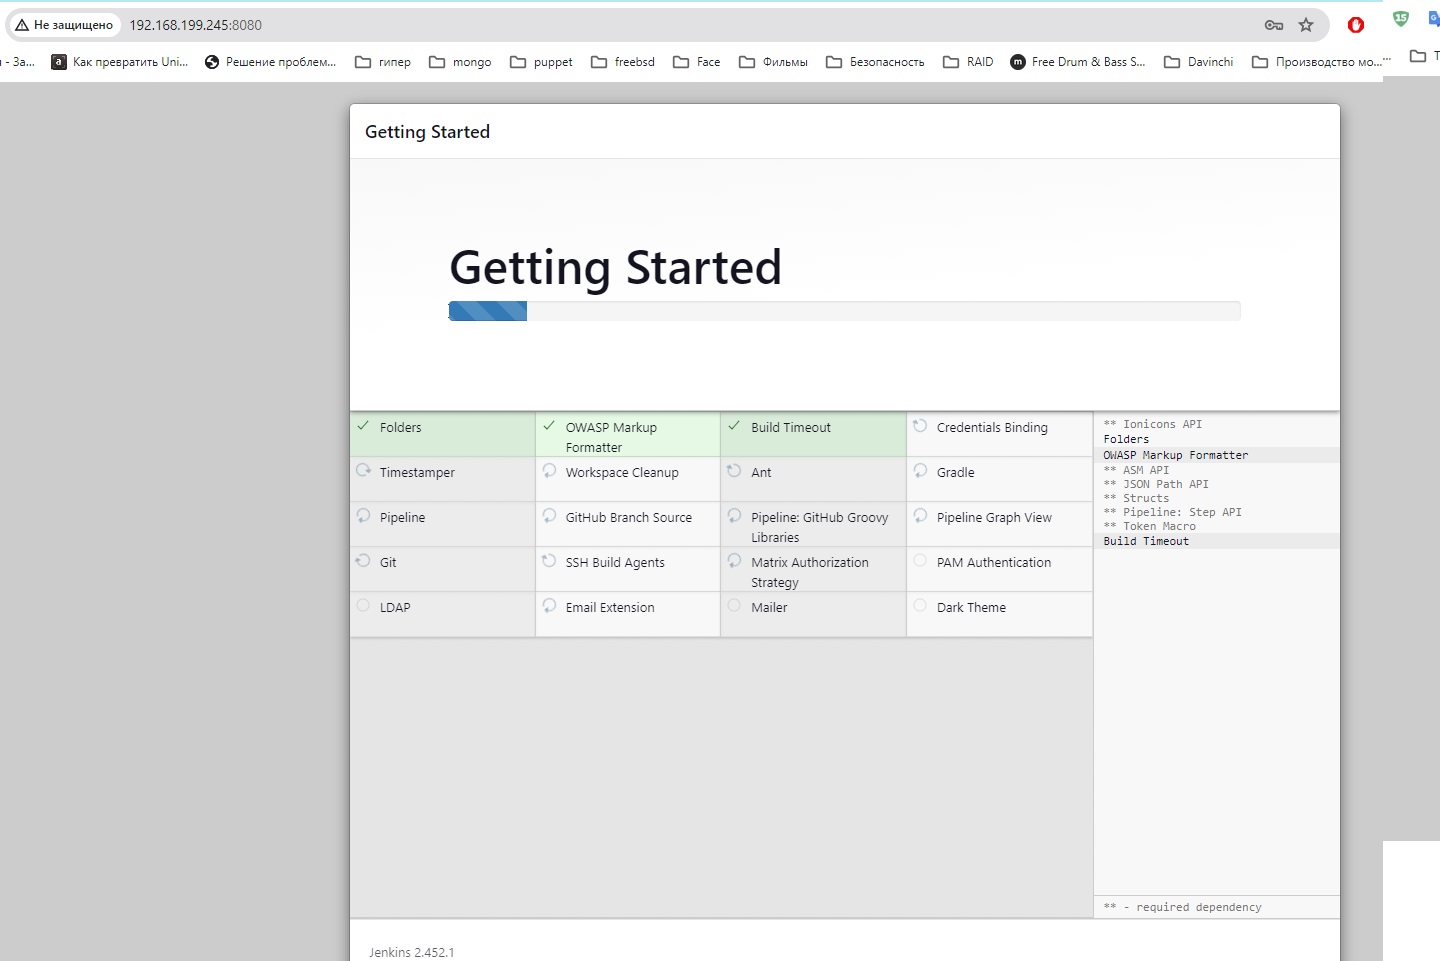 Не защищено 192.168.199.245:8080
- За... Как превратить Uni... Решение проблем... гипер mongo puppet freebsd Face Фильмы Безопасность RAID Free Drum & Bass S... Davinchi Производство мо...
Getting Started
Getting Started
Folders OWASP Markup Formatter Build Timeout Credentials Binding
Timestamper Workspace Cleanup Ant Gradle
Pipeline GitHub Branch Source Pipeline: GitHub Groovy Libraries Pipeline Graph View
Git SSH Build Agents Matrix Authorization Strategy PAM Authentication
LDAP Email Extension Mailer Dark Theme
** Ionicons API
Folders
OWASP Markup Formatter
** ASM API
** JSON Path API
** Structs
** Pipeline: Step API
** Token Macro
Build Timeout
** - required dependency
Jenkins 2.452.1